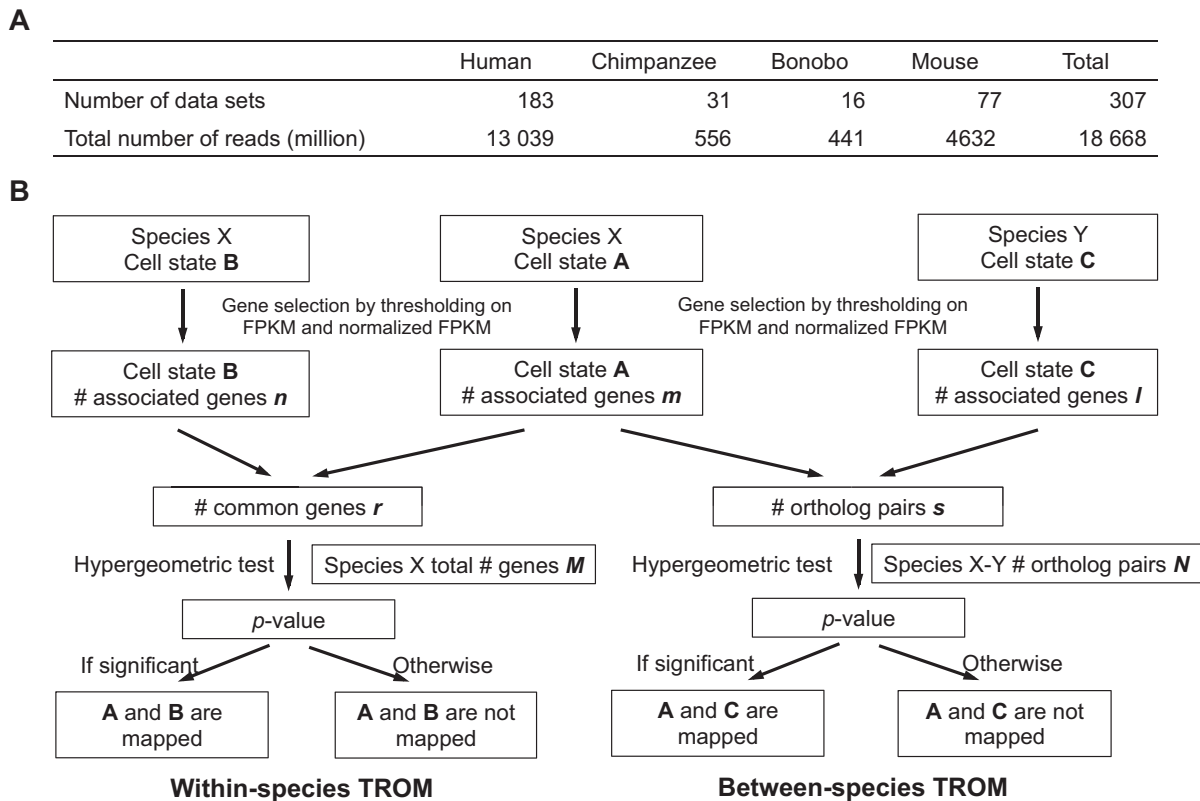 A
Human Chimpanzee Bonobo Mouse Total
Number of data sets 183 31 16 77 307
Total number of reads (million) 13 039 556 441 4632 18 668
B
Species X
Cell state B
Species X
Cell state A
Species Y
Cell state C
Gene selection by thresholding on
FPKM and normalized FPKM
Gene selection by thresholding on
FPKM and normalized FPKM
Cell state B
# associated genes n
Cell state A
# associated genes m
Cell state C
# associated genes l
# common genes r
# ortholog pairs s
Hypergeometric test
Species X total # genes M
Hypergeometric test
Species X-Y # ortholog pairs N
p-value
p-value
If significant
Otherwise
If significant
Otherwise
A and B are
mapped
A and B are not
mapped
A and C are
mapped
A and C are not
mapped
Within-species TROM
Between-species TROM